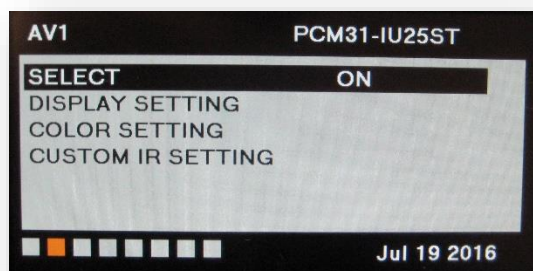 AV1 PCM31-IU25ST
SELECT ON
DISPLAY SETTING
COLOR SETTING
CUSTOM IR SETTING
Jul 19 2016